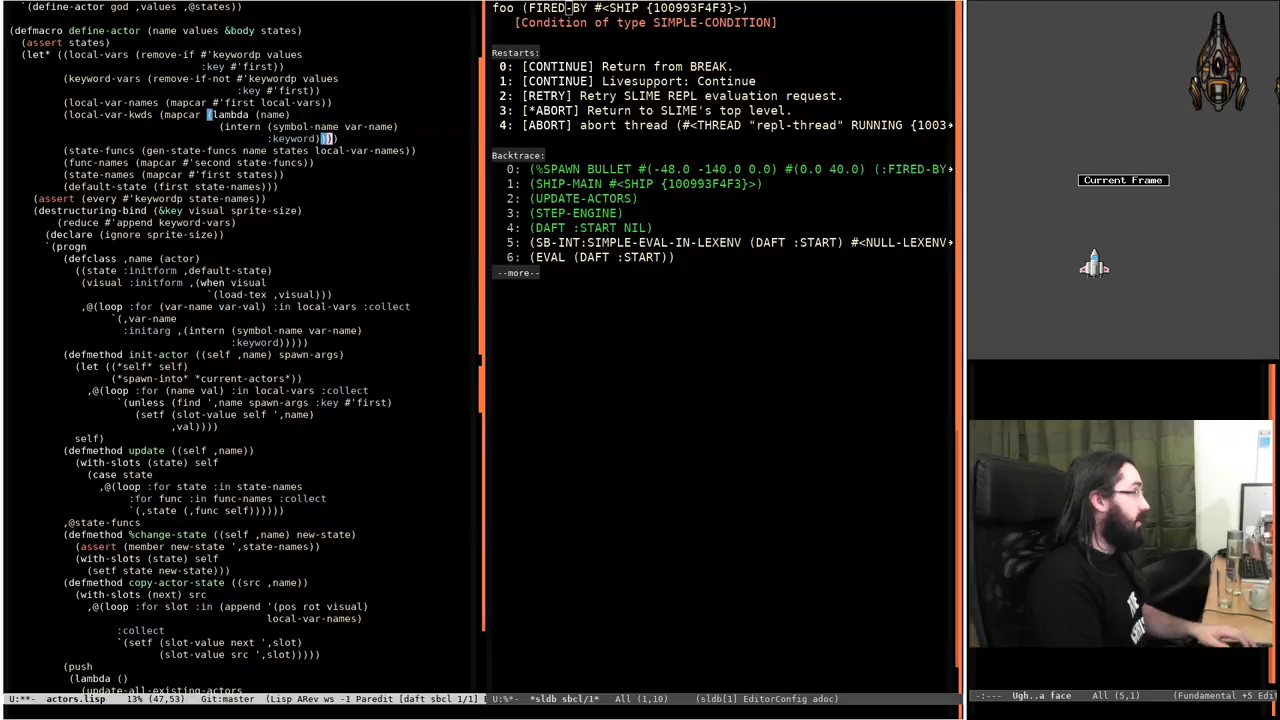 `(define-actor god ,values ,@states))
(defmacro define-actor (name values &body states)
(assert states)
(let* ((local-vars (remove-if #'keywordp values
:key #'first))
(keyword-vars (remove-if-not #'keywordp values
:key #'first))
(local-var-names (mapcar #'first local-vars))
(local-var-kwds (mapcar (lambda (name)
(intern (symbol-name var-name)
:keyword))))
(state-funcs (gen-state-funcs name states local-var-names))
(func-names (mapcar #'second state-funcs))
(state-names (mapcar #'first states))
(default-state (first state-names)))
(assert (every #'keywordp state-names))
(destructuring-bind (&key visual sprite-size)
(reduce #'append keyword-vars)
(declare (ignore sprite-size))
`(progn
(defclass ,name (actor)
((state :initform ,default-state)
(visual :initform ,(when visual
`(load-tex ,visual)))
,@(loop :for (var-name var-val) :in local-vars :collect
`(,var-name
:initarg ,(intern (symbol-name var-name)
:keyword)))))
(defmethod init-actor ((self ,name) spawn-args)
(let ((*self* self)
(*spawn-into* *current-actors*))
,@(loop :for (name val) :in local-vars :collect
`(unless (find ',name spawn-args :key #'first)
(setf (slot-value self ',name)
,val))))
self)
(defmethod update ((self ,name))
(with-slots (state) self
(case state
,@(loop :for state :in state-names
:for func :in func-names :collect
`(,state (,func self))))))
,@state-funcs
(defmethod %change-state ((self ,name) new-state)
(assert (member new-state ',state-names))
(with-slots (state) self
(setf state new-state)))
(defmethod copy-actor-state ((src ,name))
(with-slots (next) src
,@(loop :for slot :in (append '(pos rot visual)
local-var-names)
:collect
`(setf (slot-value next ',slot)
(slot-value src ',slot)))))
(push
(lambda ()
(update-all-existing-actors
U:**- actors.lisp 13% (47,53) Git:master (Lisp ARev ws -1 Paredit [daft sbcl 1/1] [
foo (FIRED-BY #<SHIP {100993F4F3}>)
[Condition of type SIMPLE-CONDITION]
Restarts:
0: [CONTINUE] Return from BREAK.
1: [CONTINUE] Livesupport: Continue
2: [RETRY] Retry SLIME REPL evaluation request.
3: [*ABORT] Return to SLIME's top level.
4: [ABORT] abort thread (#<THREAD "repl-thread" RUNNING {1003
Backtrace:
0: (%SPAWN BULLET #(-48.0 -140.0 0.0) #(0.0 40.0) (:FIRED-BY
1: (SHIP-MAIN #<SHIP {100993F4F3}>)
2: (UPDATE-ACTORS)
3: (STEP-ENGINE)
4: (DAFT :START NIL)
5: (SB-INT:SIMPLE-EVAL-IN-LEXENV (DAFT :START) #<NULL-LEXENV
6: (EVAL (DAFT :START))
--more--
U:%*- *sldb sbcl/1* All (1,10) (sldb[1] EditorConfig adoc)
Current Frame
-:--- Ugh..a face All (5,1) (Fundamental +5 Edit